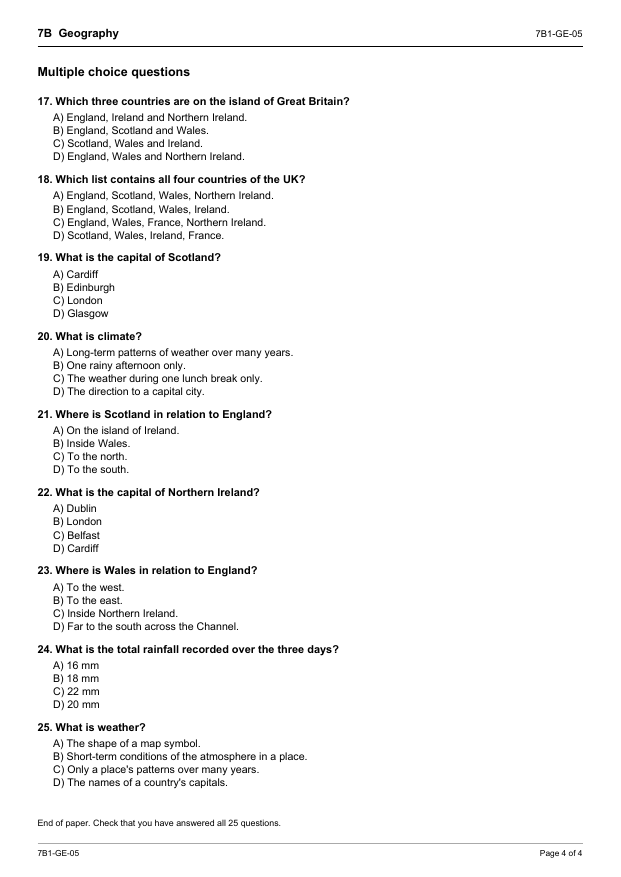 7B Geography
7B1-GE-05
Multiple choice questions
17. Which three countries are on the island of Great Britain?
A) England, Ireland and Northern Ireland.
B) England, Scotland and Wales.
C) Scotland, Wales and Ireland.
D) England, Wales and Northern Ireland.
18. Which list contains all four countries of the UK?
A) England, Scotland, Wales, Northern Ireland.
B) England, Scotland, Wales, Ireland.
C) England, Wales, France, Northern Ireland.
D) Scotland, Wales, Ireland, France.
19. What is the capital of Scotland?
A) Cardiff
B) Edinburgh
C) London
D) Glasgow
20. What is climate?
A) Long-term patterns of weather over many years.
B) One rainy afternoon only.
C) The weather during one lunch break only.
D) The direction to a capital city.
21. Where is Scotland in relation to England?
A) On the island of Ireland.
B) Inside Wales.
C) To the north.
D) To the south.
22. What is the capital of Northern Ireland?
A) Dublin
B) London
C) Belfast
D) Cardiff
23. Where is Wales in relation to England?
A) To the west.
B) To the east.
C) Inside Northern Ireland.
D) Far to the south across the Channel.
24. What is the total rainfall recorded over the three days?
A) 16 mm
B) 18 mm
C) 22 mm
D) 20 mm
25. What is weather?
A) The shape of a map symbol.
B) Short-term conditions of the atmosphere in a place.
C) Only a place's patterns over many years.
D) The names of a country's capitals.
End of paper. Check that you have answered all 25 questions.
7B1-GE-05
Page 4 of 4